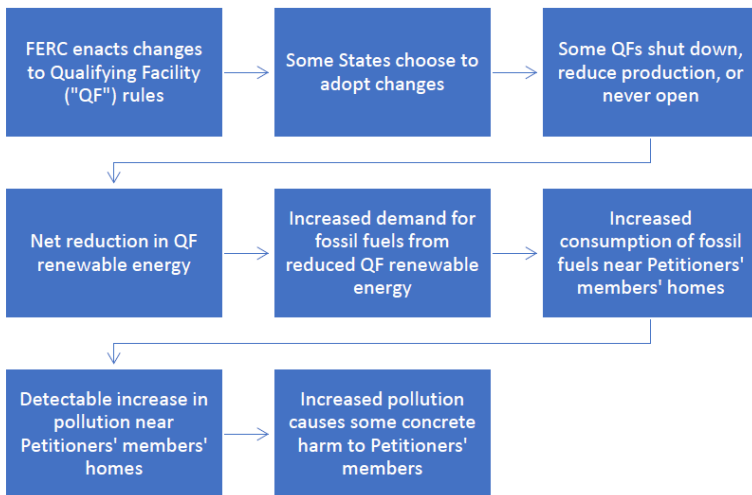 FERC enacts changes
to Qualifying Facility
("QF") rules
Some States choose to
adopt changes
Some QFs shut down,
reduce production, or
never open
Net reduction in QF
renewable energy
Increased demand for
fossil fuels from
reduced QF renewable
energy
Increased
consumption of fossil
fuels near Petitioners'
members' homes
Detectable increase in
pollution near
Petitioners' members'
homes
Increased pollution
causes some concrete
harm to Petitioners'
members